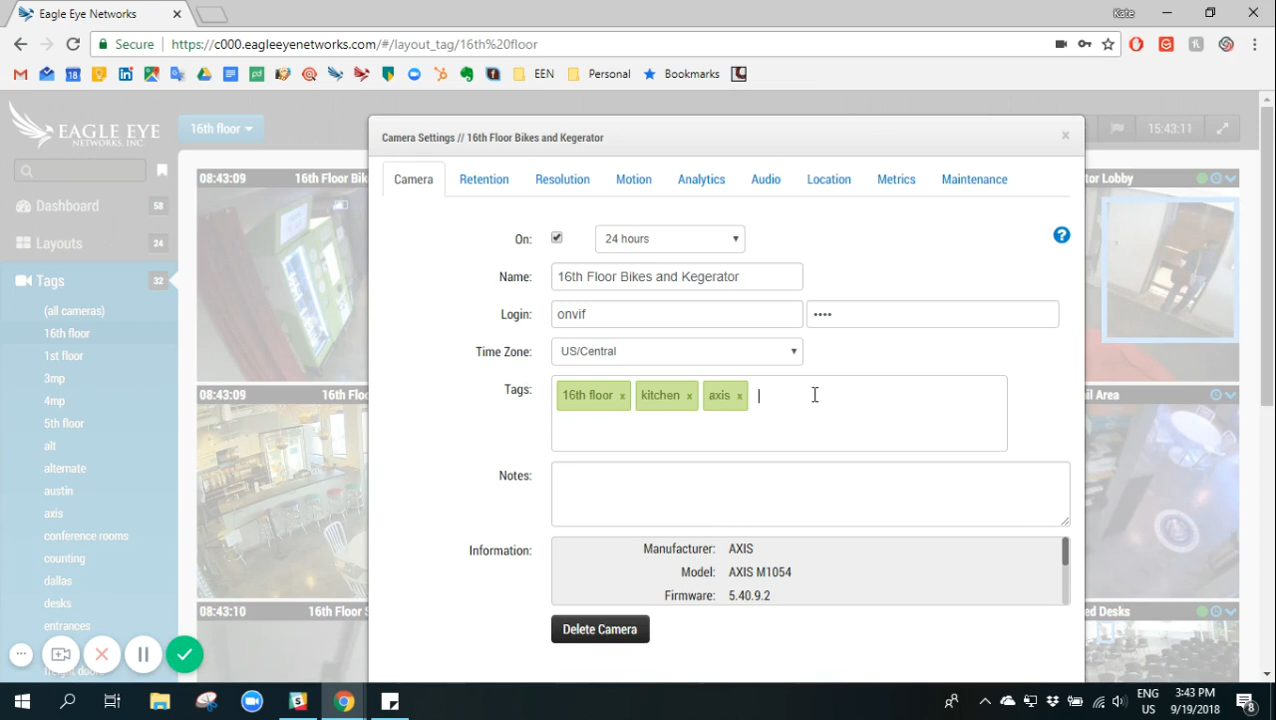 Eagle Eye Networks
Kate
Secure https://c000.eagleeyenetworks.com/#/layout_tag/16th%20floor
18 EEN Personal Bookmarks
EAGLE EYE
NETWORKS, INC.
16th floor
Camera Settings // 16th Floor Bikes and Kegerator
15:43:11
Camera Retention Resolution Motion Analytics Audio Location Metrics Maintenance
08:43:09 16th Floor Bik
or Lobby
Dashboard 58
Layouts 24
Tags 32
(all cameras)
16th floor
1st floor
3mp
4mp
5th floor
alt
alternate
austin
axis
conference rooms
counting
dallas
desks
entrances
On: 24 hours
Name: 16th Floor Bikes and Kegerator
Login: onvif ••••
Time Zone: US/Central
Tags: 16th floor x kitchen x axis x
08:43:09 16th Floor
il Area
Notes:
Information: Manufacturer: AXIS
Model: AXIS M1054
Firmware: 5.40.9.2
08:43:10 16th Floor S
ed Desks
Delete Camera
ENG
US
3:43 PM
9/19/2018
8